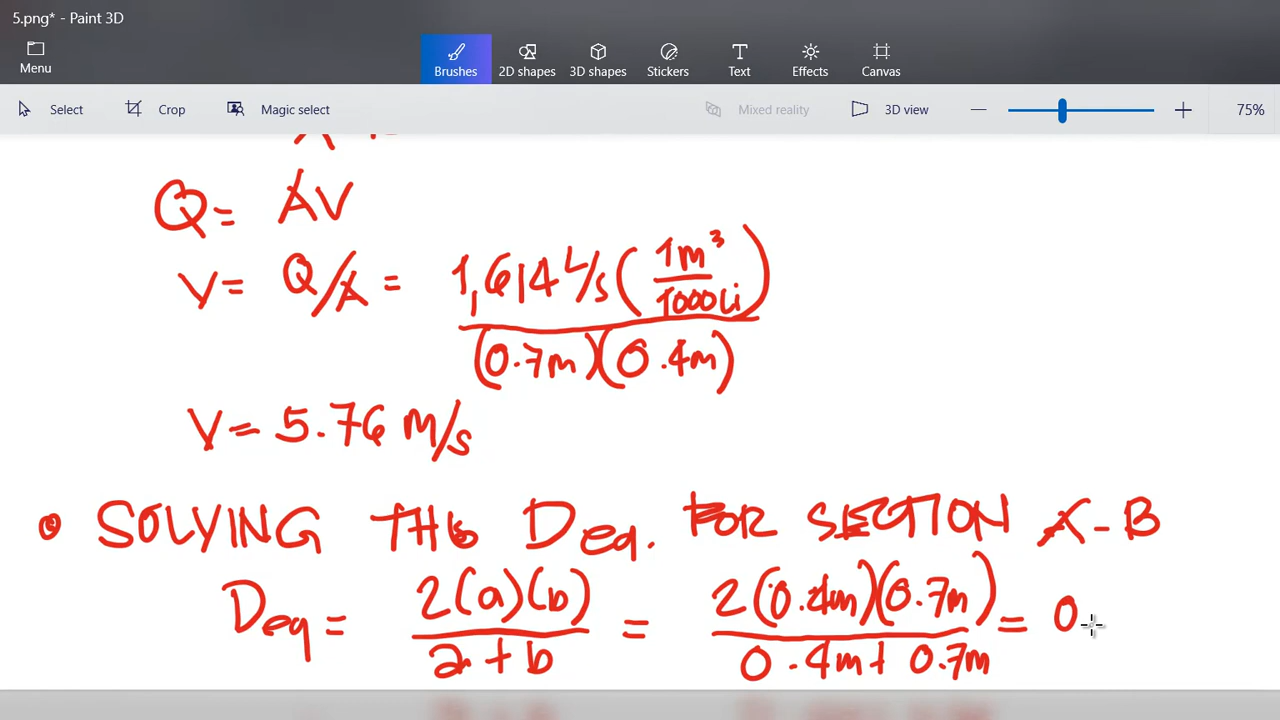 5.png* - Paint 3D
Menu
Brushes
2D shapes
3D shapes
Stickers
Text
Effects
Canvas
Select
Crop
Magic select
Mixed reality
3D view
75%
Q= AV
V= Q/A = 1,614 L/s (1m³/1000Li) / (0.7m)(0.4m)
V= 5.76 m/s
SOLVING THE Deq. FOR SECTION A-B
Deq = 2(a)(b) / a+b = 2(0.4m)(0.7m) / 0.4m+0.7m = 0.